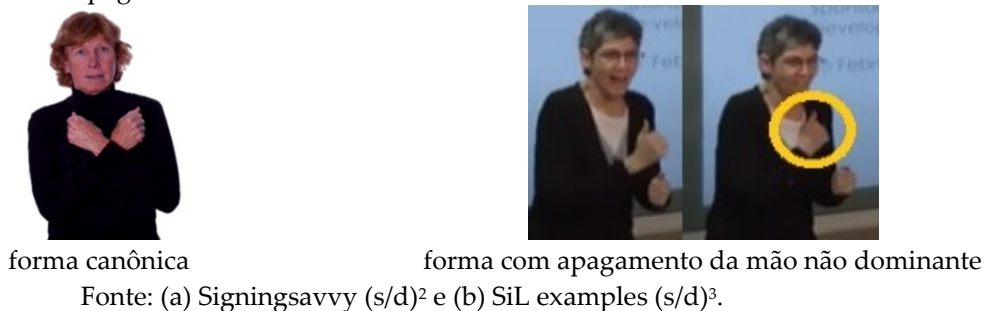 forma canônica
forma com apagamento da mão não dominante
Fonte: (a) Signingsavvy (s/d)² e (b) SiL examples (s/d)³.